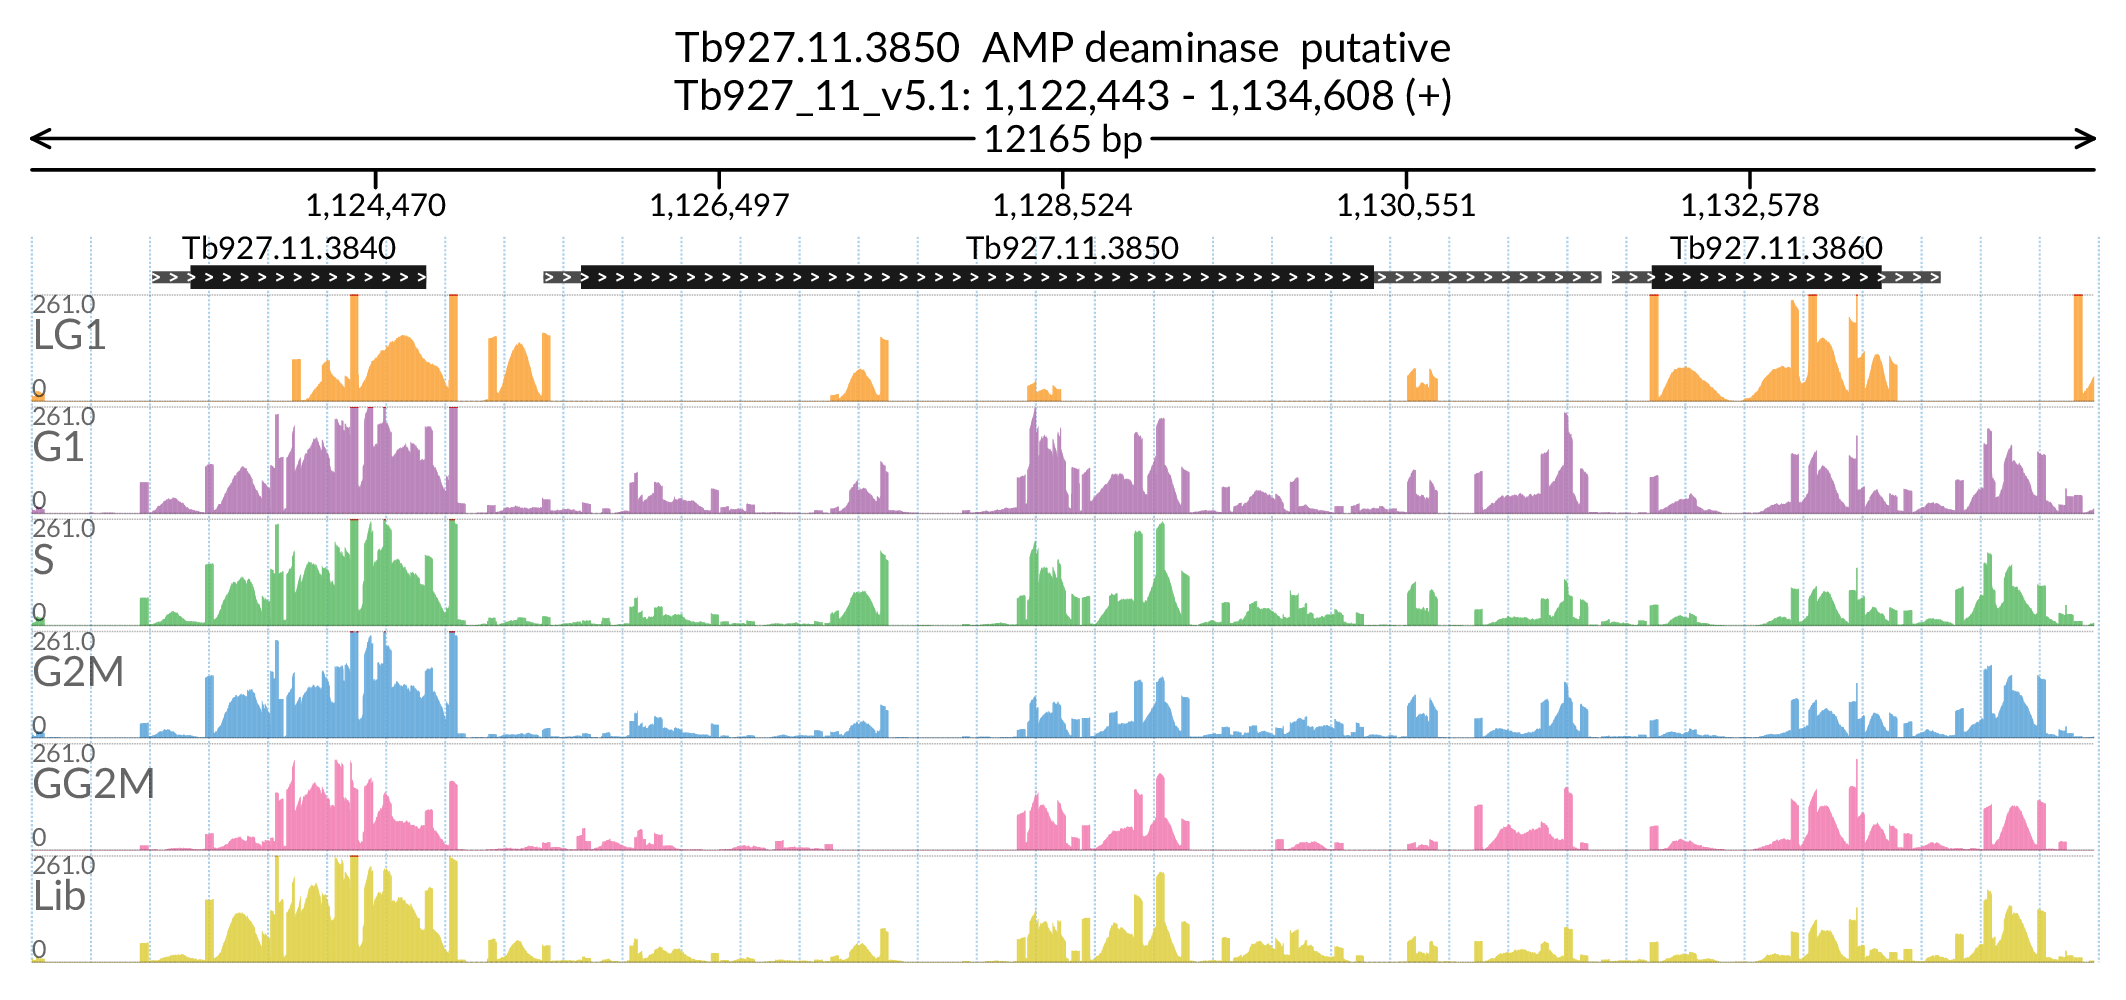 Tb927.11.3850  AMP deaminase  putative
Tb927_11_v5.1: 1,122,443 - 1,134,608 (+)
12165 bp
1,124,470 1,126,497 1,128,524 1,130,551 1,132,578
Tb927.11.3840 Tb927.11.3850 Tb927.11.3860
261.0
LG1
0
261.0
G1
0
261.0
S
0
261.0
G2M
0
261.0
GG2M
0
261.0
Lib
0